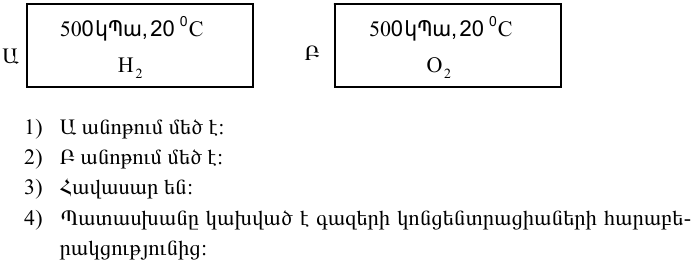 500կՊա, 20 ⁰C 500կՊա, 20 ⁰C
Ա H₂ Բ O₂
1) Ա անոթում մեծ է:
2) Բ անոթում մեծ է:
3) Հավասար են:
4) Պատասխանը կախված է գազերի կոնցենտրացիաների հարաբե-
րակցությունից: